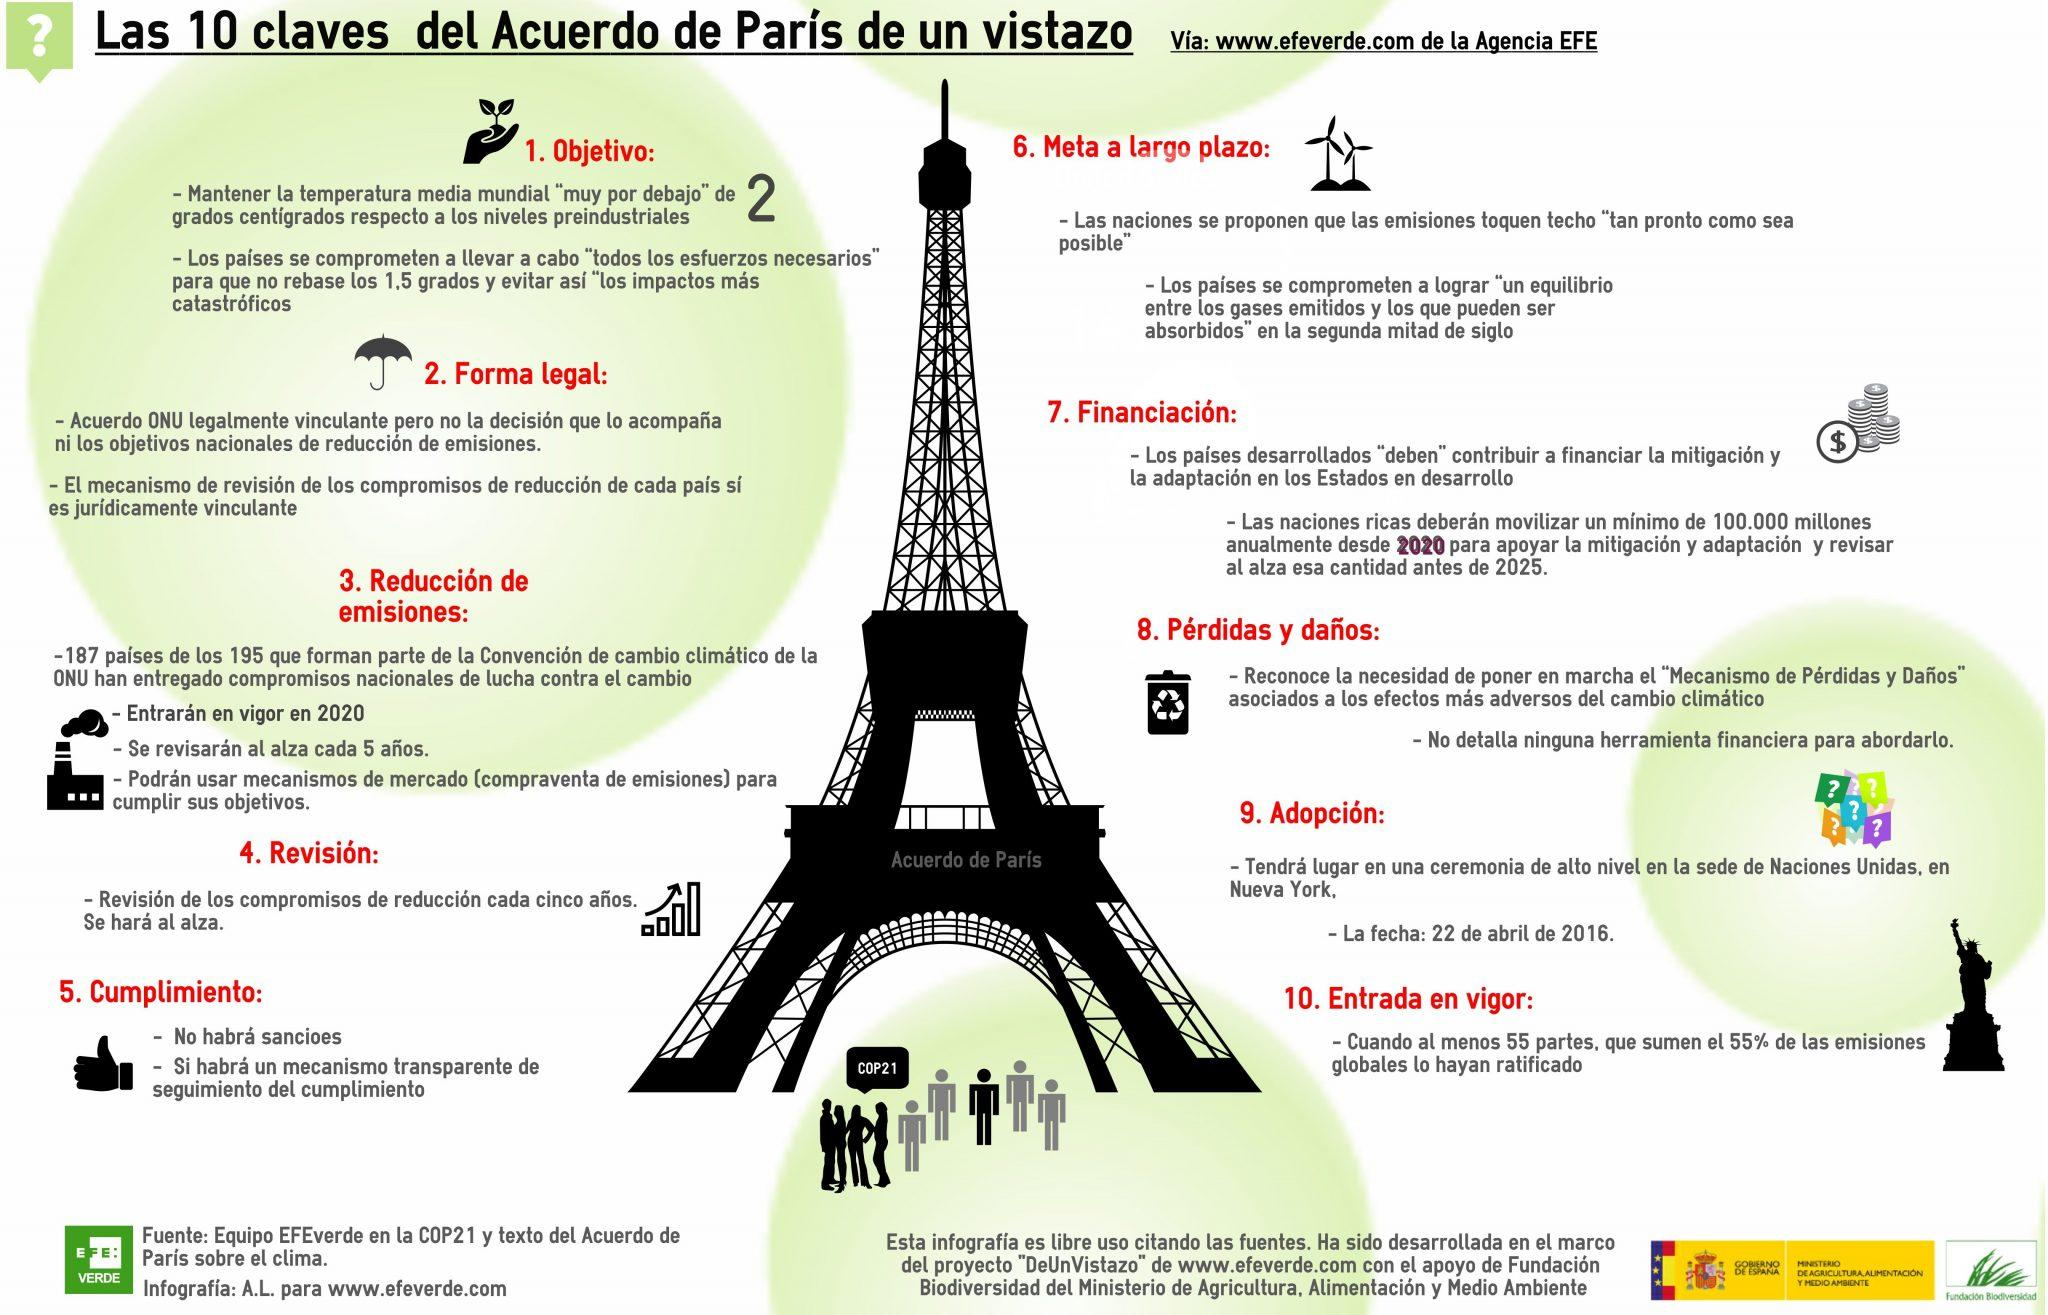 ?
Las 10 claves del Acuerdo de París de un vistazo
Vía: www.efeverde.com de la Agencia EFE
1. Objetivo:
- Mantener la temperatura media mundial “muy por debajo” de 2
grados centígrados respecto a los niveles preindustriales
- Los países se comprometen a llevar a cabo “todos los esfuerzos necesarios”
para que no rebase los 1,5 grados y evitar así “los impactos más
catastróficos
2. Forma legal:
- Acuerdo ONU legalmente vinculante pero no la decisión que lo acompaña
ni los objetivos nacionales de reducción de emisiones.
- El mecanismo de revisión de los compromisos de reducción de cada país sí
es jurídicamente vinculante
3. Reducción de
emisiones:
-187 países de los 195 que forman parte de la Convención de cambio climático de la
ONU han entregado compromisos nacionales de lucha contra el cambio
- Entrarán en vigor en 2020
- Se revisarán al alza cada 5 años.
- Podrán usar mecanismos de mercado (compraventa de emisiones) para
cumplir sus objetivos.
4. Revisión:
- Revisión de los compromisos de reducción cada cinco años.
Se hará al alza.
5. Cumplimiento:
- No habrá sancioes
- Si habrá un mecanismo transparente de
seguimiento del cumplimiento
6. Meta a largo plazo:
- Las naciones se proponen que las emisiones toquen techo “tan pronto como sea
posible”
- Los países se comprometen a lograr “un equilibrio
entre los gases emitidos y los que pueden ser
absorbidos” en la segunda mitad de siglo
7. Financiación:
$
- Los países desarrollados “deben” contribuir a financiar la mitigación y
la adaptación en los Estados en desarrollo
- Las naciones ricas deberán movilizar un mínimo de 100.000 millones
anualmente desde 2020 para apoyar la mitigación y adaptación y revisar
al alza esa cantidad antes de 2025.
8. Pérdidas y daños:
- Reconoce la necesidad de poner en marcha el “Mecanismo de Pérdidas y Daños”
asociados a los efectos más adversos del cambio climático
- No detalla ninguna herramienta financiera para abordarlo.
9. Adopción:
? ? ? ? ? ?
- Tendrá lugar en una ceremonia de alto nivel en la sede de Naciones Unidas, en
Nueva York,
- La fecha: 22 de abril de 2016.
10. Entrada en vigor:
- Cuando al menos 55 partes, que sumen el 55% de las emisiones
globales lo hayan ratificado
Acuerdo de París
COP21
EFE:
VERDE
Fuente: Equipo EFEverde en la COP21 y texto del Acuerdo de
París sobre el clima.
Infografía: A.L. para www.efeverde.com
Esta infografía es libre uso citando las fuentes. Ha sido desarrollada en el marco
del proyecto "DeUnVistazo" de www.efeverde.com con el apoyo de Fundación
Biodiversidad del Ministerio de Agricultura, Alimentación y Medio Ambiente
GOBIERNO
DE ESPAÑA
MINISTERIO
DE AGRICULTURA, ALIMENTACIÓN
Y MEDIO AMBIENTE
Fundación Biodiversidad